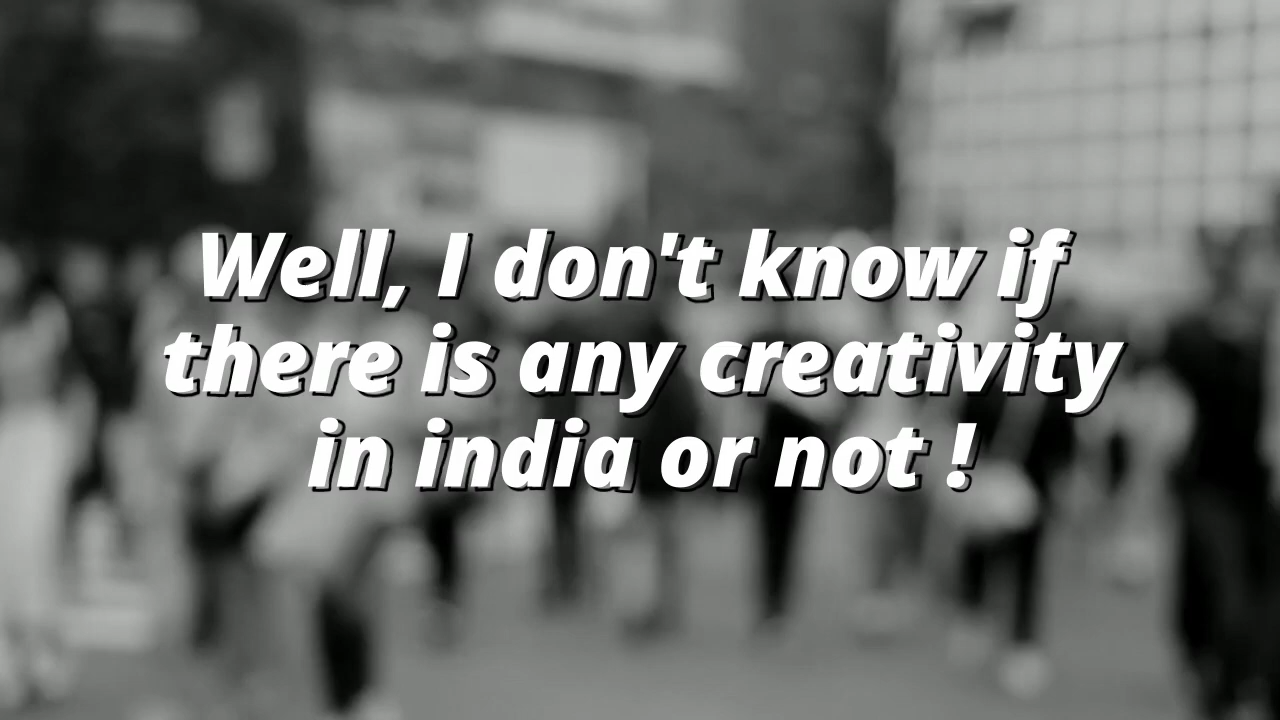 Well, I don't know if
there is any creativity
in india or not !